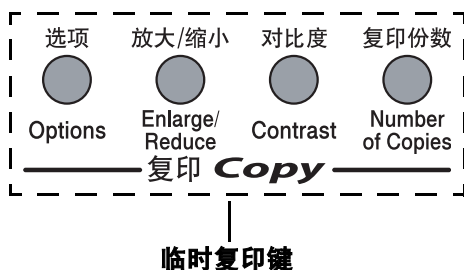 选项 放大/缩小 对比度 复印份数
Options Enlarge/ Reduce Contrast Number of Copies
复印 Copy
临时复印键